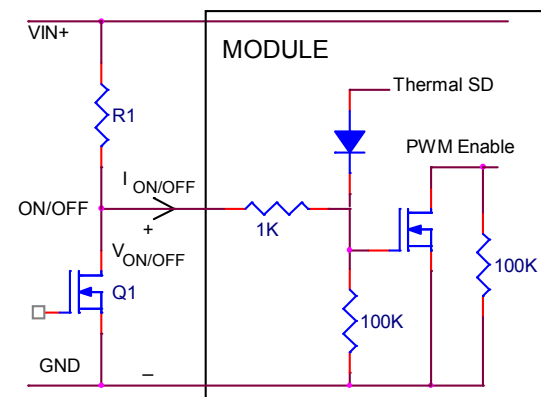 VIN+
MODULE
Thermal SD
R1
PWM Enable
I ON/OFF
ON/OFF
+
1K
V ON/OFF
Q1
100K
100K
GND
–